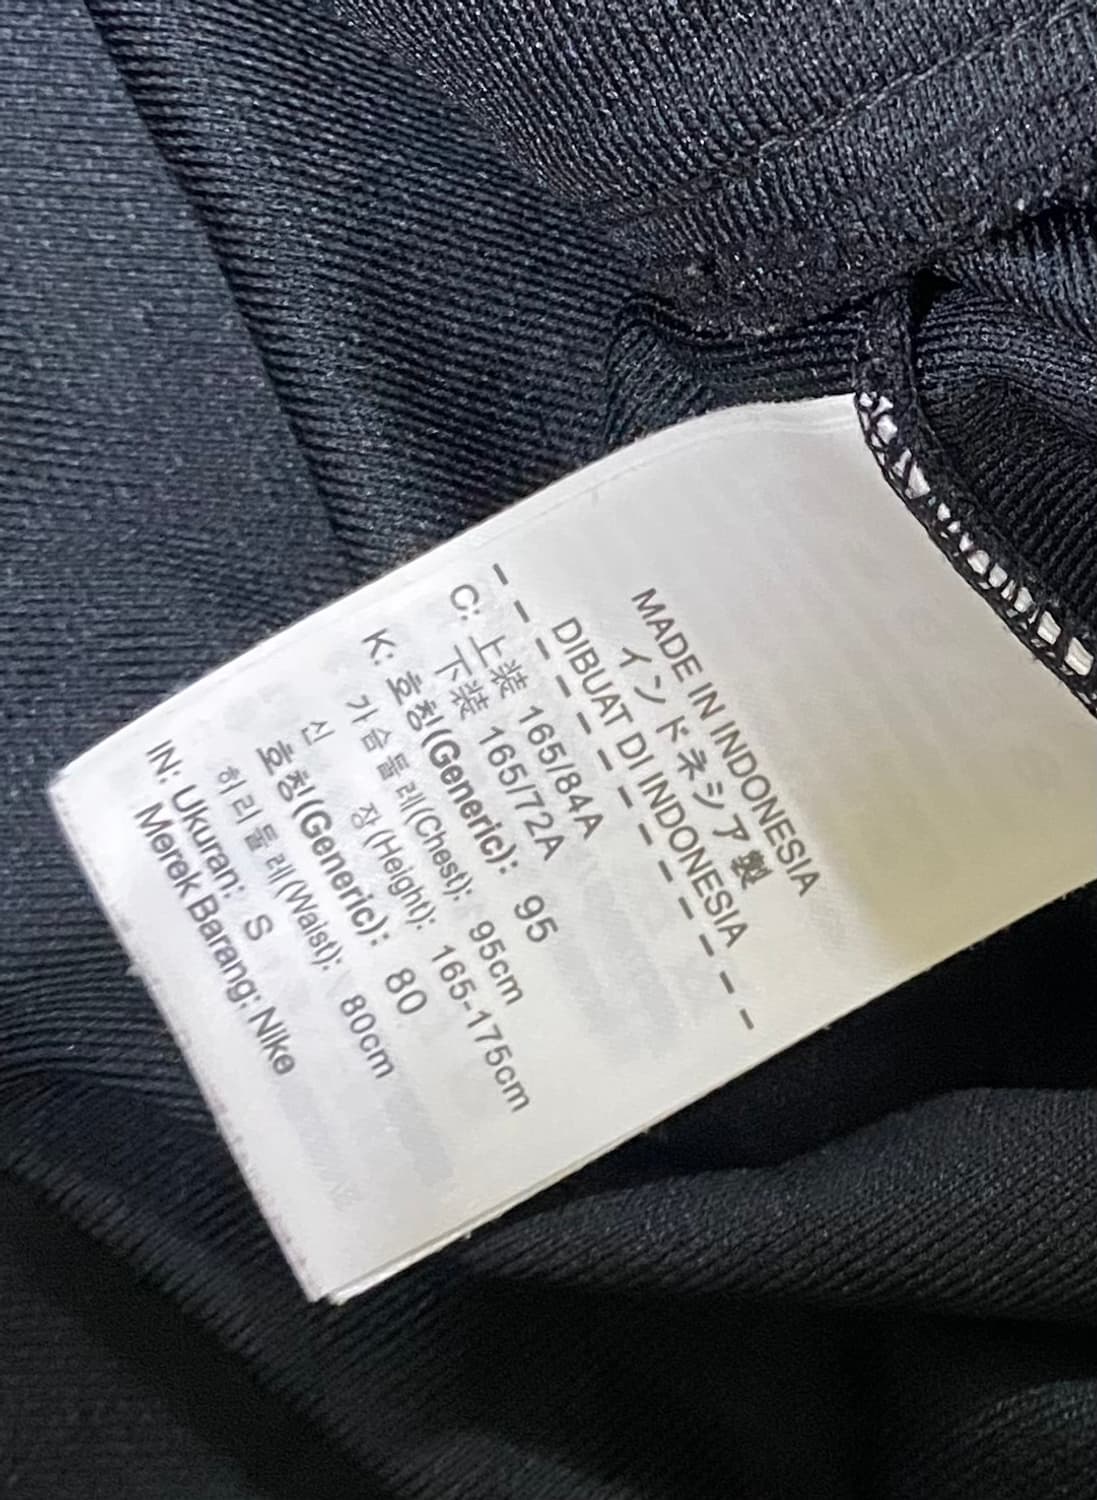 MADE IN INDONESIA
インドネシア製
DIBUAT DI INDONESIA
C: 上装 165/84A
下装 165/72A
K: 호칭(Generic): 95
가슴둘레(Chest): 95cm
신 장(Height): 165-175cm
호칭(Generic): 80
허리둘레(Waist): 80cm
IN: Ukuran: S
Merek Barang: Nike